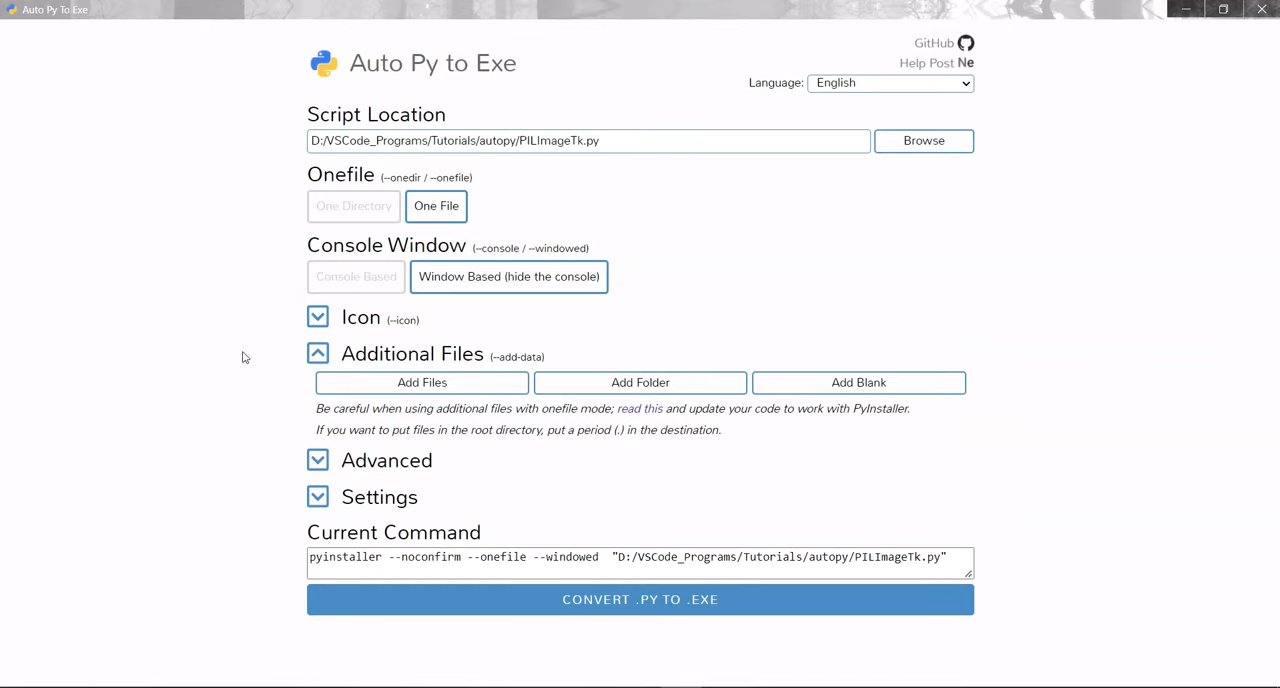 Auto Py To Exe
GitHub
Auto Py to Exe
Help Post Ne
Language: English
Script Location
D:/VSCode_Programs/Tutorials/autopy/PILImageTk.py
Browse
Onefile (--onedir / --onefile)
One Directory One File
Console Window (--console / --windowed)
Console Based Window Based (hide the console)
Icon (--icon)
Additional Files (--add-data)
Add Files Add Folder Add Blank
Be careful when using additional files with onefile mode; read this and update your code to work with PyInstaller.
If you want to put files in the root directory, put a period (.) in the destination.
Advanced
Settings
Current Command
pyinstaller --noconfirm --onefile --windowed  "D:/VSCode_Programs/Tutorials/autopy/PILImageTk.py"
CONVERT .PY TO .EXE